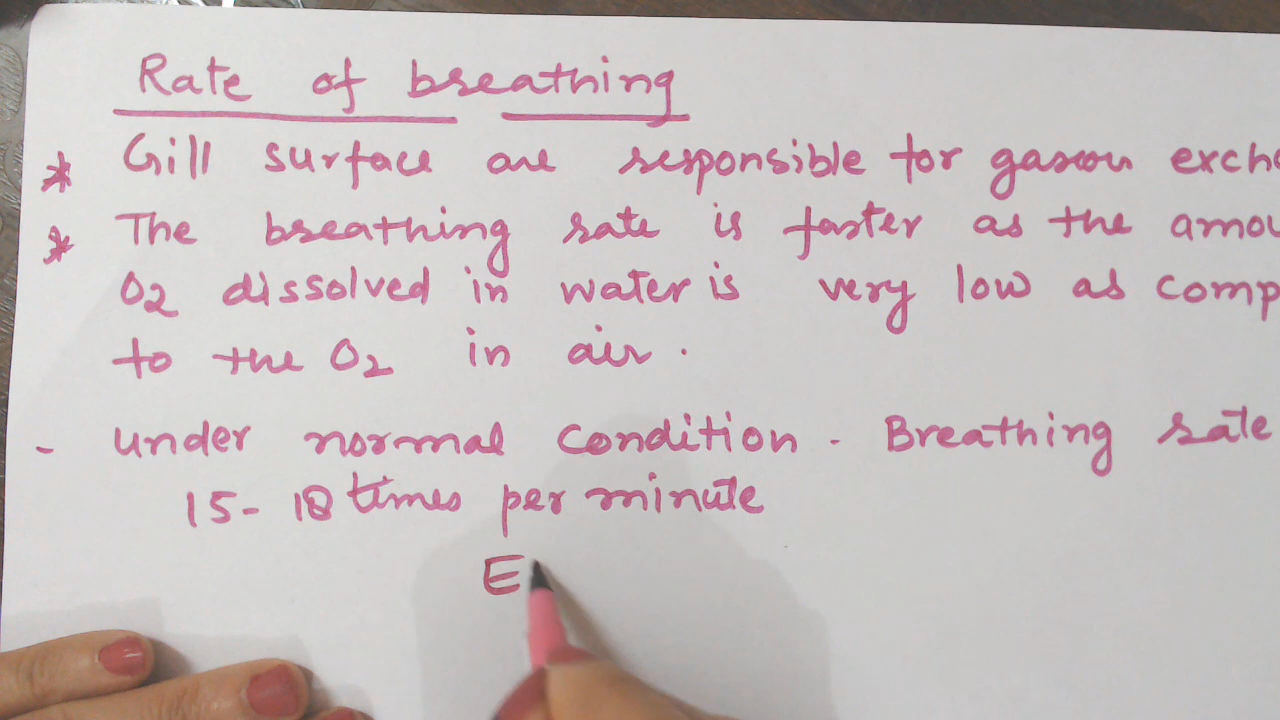 Rate of breathing
* Gill surface are responsible for gaseou exch
* The breathing rate is faster as the amou
O2 dissolved in water is very low as comp
to the O2 in air.
- under normal condition - Breathing rate
15-18 times per minute
E